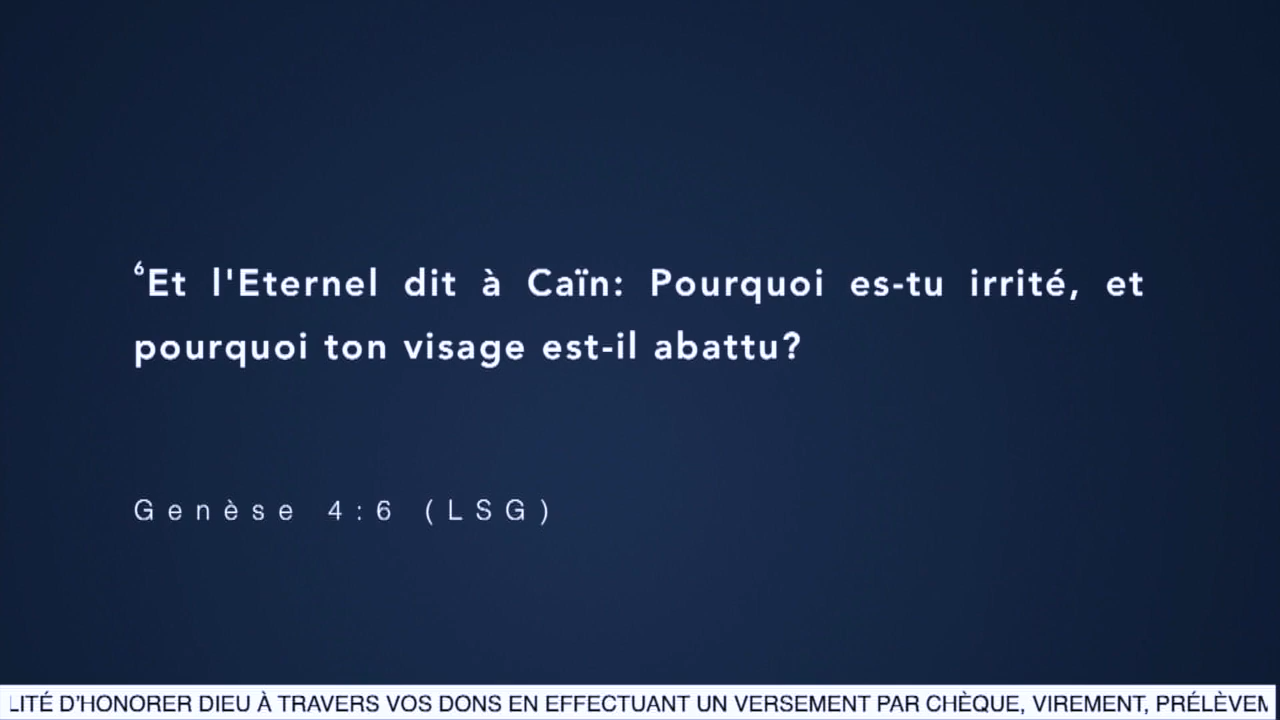 ⁶Et l'Eternel dit à Caïn: Pourquoi es-tu irrité, et
pourquoi ton visage est-il abattu?
Genèse 4:6 (LSG)
LITÉ D'HONORER DIEU À TRAVERS VOS DONS EN EFFECTUANT UN VERSEMENT PAR CHÈQUE, VIREMENT, PRÉLÈVEM